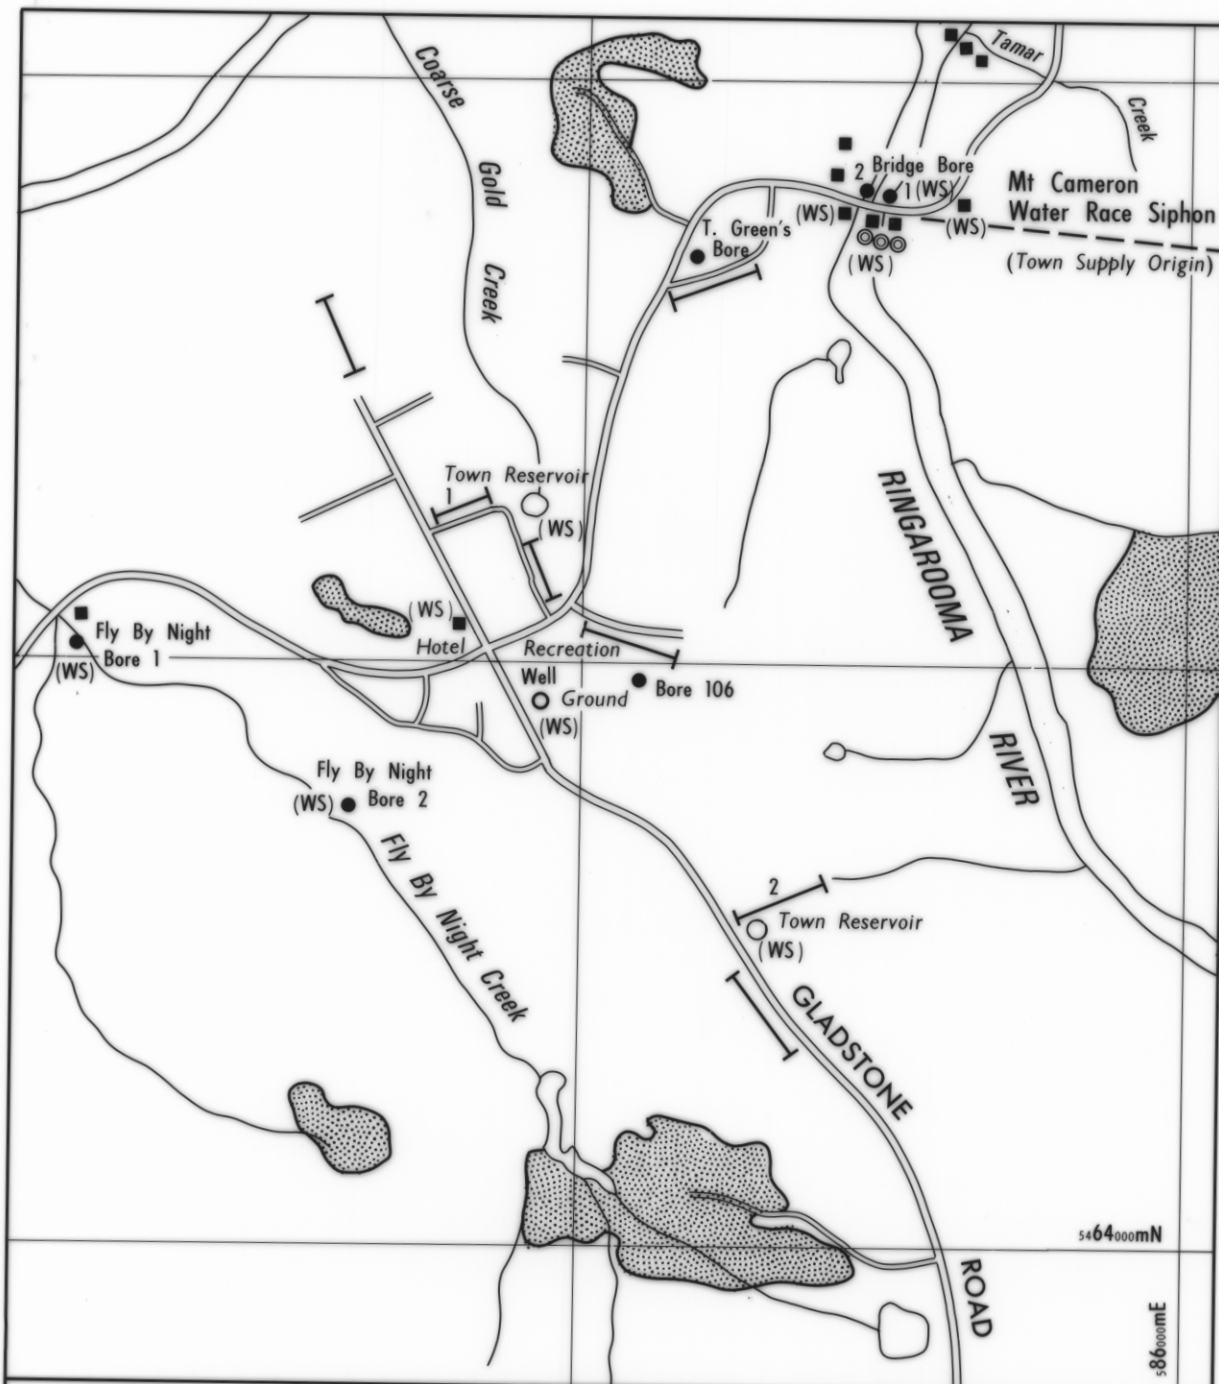 Coarse
Gold
Creek
Tamar
Creek
2 Bridge Bore
1 (WS)
Mt Cameron
Water Race Siphon
(WS)
(WS)
(WS)
(Town Supply Origin)
T. Green's
Bore
Town Reservoir
1
(WS)
RINGAROOMA
RIVER
(WS)
Hotel
Recreation
Ground
Well
(WS)
Bore 106
Fly By Night
Bore 1
(WS)
Fly By Night
Bore 2
(WS)
Fly By Night Creek
2
Town Reservoir
(WS)
GLADSTONE
ROAD
5464000mN
586000mE